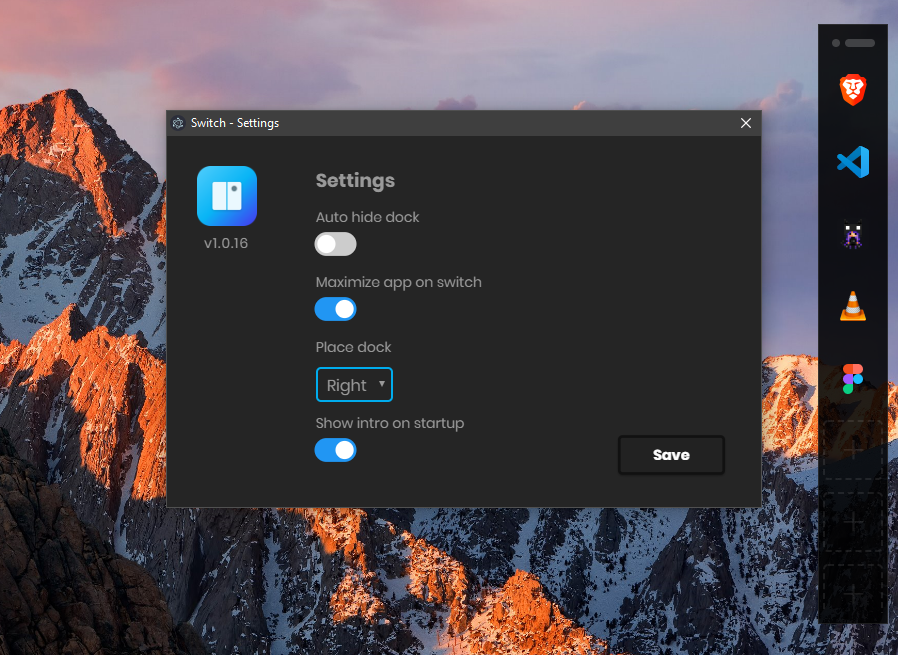 Switch - Settings
Settings
v1.0.16
Auto hide dock
Maximize app on switch
Place dock
Right
Show intro on startup
Save